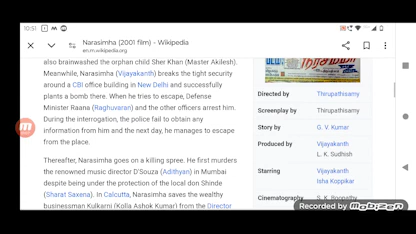 10:51
Narasimha (2001 film) - Wikipedia
en.m.wikipedia.org
also brainwashed the orphan child Sher Khan (Master Akilesh).
Meanwhile, Narasimha (Vijayakanth) breaks the tight security
around a CBI office building in New Delhi and successfully
plants a bomb there. When he tries to escape, Defense
Minister Raana (Raghuvaran) and the other officers arrest him.
During the interrogation, the police fail to obtain any
information from him and the next day, he manages to escape
from the place.
Thereafter, Narasimha goes on a killing spree. He first murders
the renowned music director D'Souza (Adithyan) in Mumbai
despite being under the protection of the local don Shinde
(Sharat Saxena). In Calcutta, Narasimha saves the wealthy
businessman Kulkarni (Kolla Ashok Kumar) from the Director
Directed by Thirupathisamy
Screenplay by Thirupathisamy
Story by G. V. Kumar
Produced by Vijayakanth
L. K. Sudhish
Starring Vijayakanth
Isha Koppikar
Cinematography S. K. Boopathy
Recorded by Mobizen